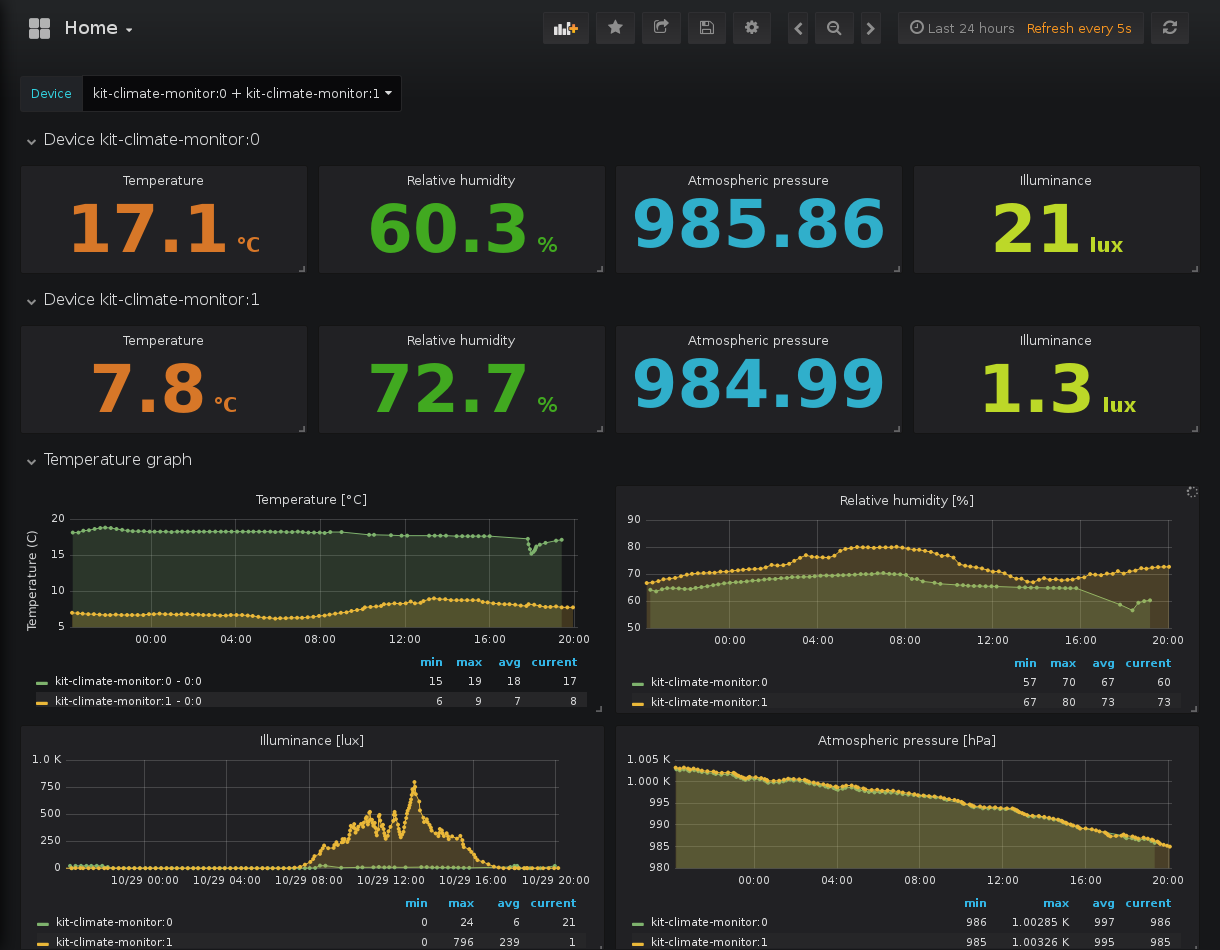 Home
Last 24 hours Refresh every 5s
Device kit-climate-monitor:0 + kit-climate-monitor:1
Device kit-climate-monitor:0
Temperature Relative humidity Atmospheric pressure Illuminance
17.1 °C 60.3 % 985.86 21 lux
Device kit-climate-monitor:1
Temperature Relative humidity Atmospheric pressure Illuminance
7.8 °C 72.7 % 984.99 1.3 lux
Temperature graph
Temperature [°C]
Temperature (C)
20
15
10
5
00:00 04:00 08:00 12:00 16:00 20:00
min max avg current
kit-climate-monitor:0 - 0:0 15 19 18 17
kit-climate-monitor:1 - 0:0 6 9 7 8
Relative humidity [%]
90
80
70
60
50
00:00 04:00 08:00 12:00 16:00 20:00
min max avg current
kit-climate-monitor:0 57 70 67 60
kit-climate-monitor:1 67 80 73 73
Illuminance [lux]
1.0 K
750
500
250
0
10/29 00:00 10/29 04:00 10/29 08:00 10/29 12:00 10/29 16:00 10/29 20:00
min max avg current
kit-climate-monitor:0 0 24 6 21
kit-climate-monitor:1 0 796 239 1
Atmospheric pressure [hPa]
1.005 K
1.000 K
995
990
985
980
00:00 04:00 08:00 12:00 16:00 20:00
min max avg current
kit-climate-monitor:0 986 1.00285 K 997 986
kit-climate-monitor:1 985 1.00326 K 995 985